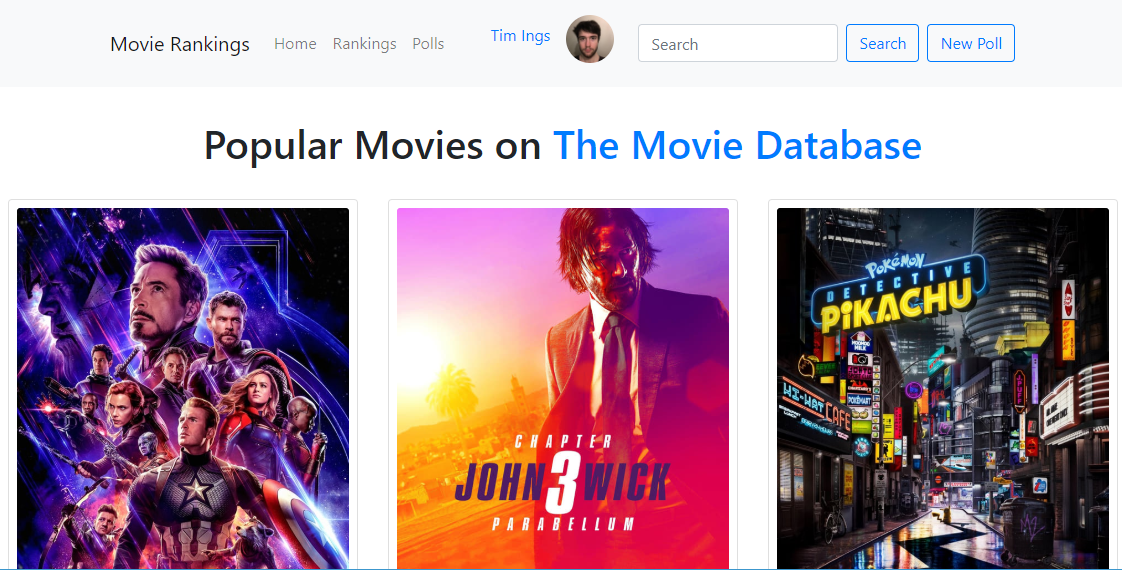 Movie Rankings Home Rankings Polls Tim Ings Search Search New Poll
Popular Movies on The Movie Database
CHAPTER
JOHN 3 WICK
PARABELLUM
POKÉMON
DETECTIVE
PIKACHU
HI-HAT
CAFE